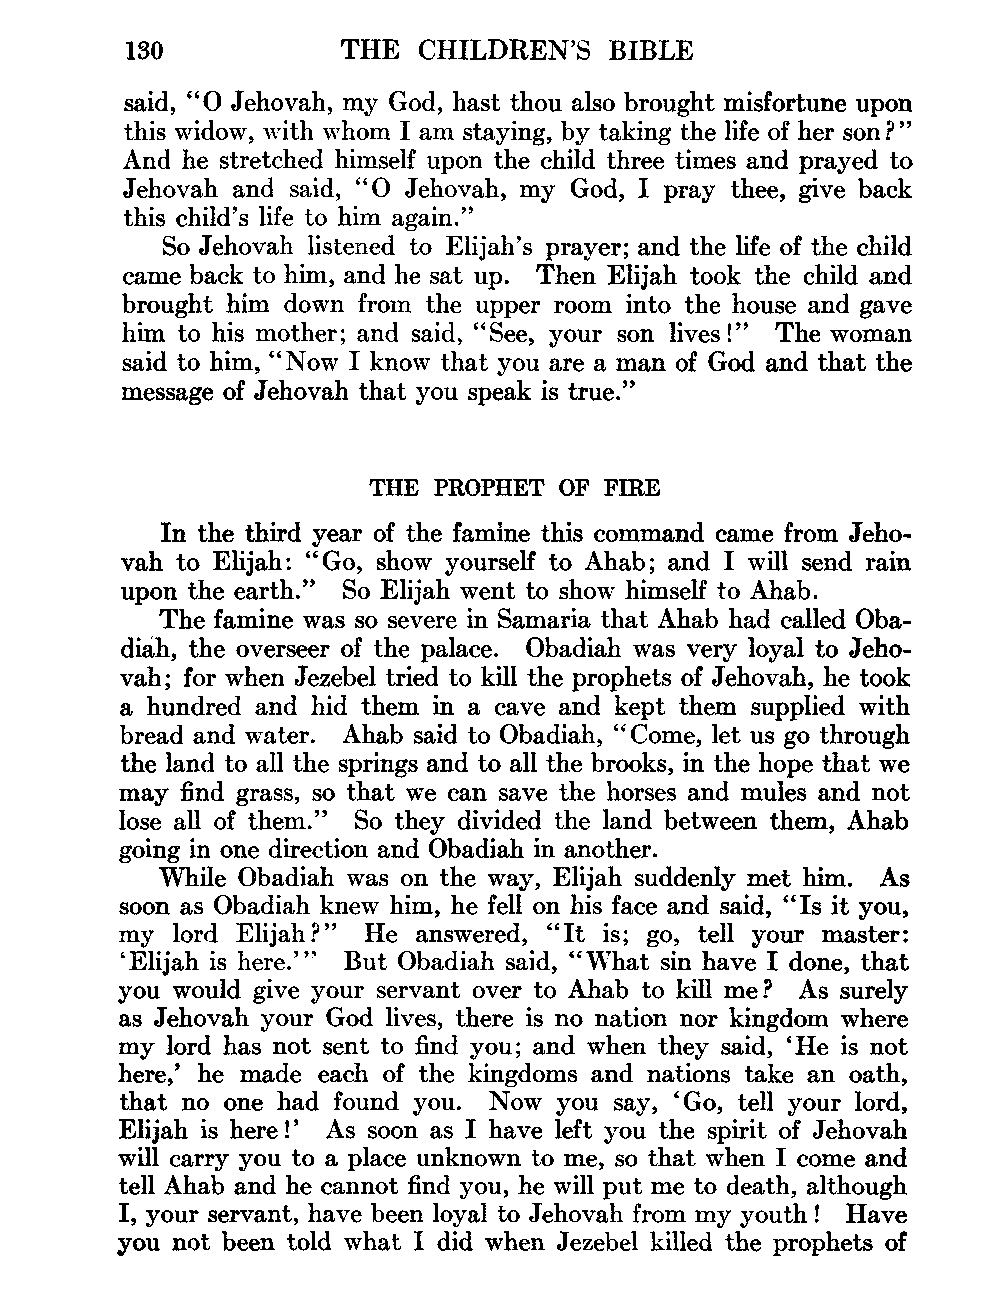 130 THE CHILDREN'S BIBLE
said, “O Jehovah, my God, hast thou also brought misfortune upon
this widow, with whom I am staying, by taking the life of her son?”
And he stretched himself upon the child three times and prayed to
Jehovah and said, “O Jehovah, my God, I pray thee, give back
this child's life to him again.”
So Jehovah listened to Elijah's prayer; and the life of the child
came back to him, and he sat up. Then Elijah took the child and
brought him down from the upper room into the house and gave
him to his mother; and said, “See, your son lives!” The woman
said to him, “Now I know that you are a man of God and that the
message of Jehovah that you speak is true.”
THE PROPHET OF FIRE
In the third year of the famine this command came from Jeho-
vah to Elijah: “Go, show yourself to Ahab; and I will send rain
upon the earth.” So Elijah went to show himself to Ahab.
The famine was so severe in Samaria that Ahab had called Oba-
diah, the overseer of the palace. Obadiah was very loyal to Jeho-
vah; for when Jezebel tried to kill the prophets of Jehovah, he took
a hundred and hid them in a cave and kept them supplied with
bread and water. Ahab said to Obadiah, “Come, let us go through
the land to all the springs and to all the brooks, in the hope that we
may find grass, so that we can save the horses and mules and not
lose all of them.” So they divided the land between them, Ahab
going in one direction and Obadiah in another.
While Obadiah was on the way, Elijah suddenly met him. As
soon as Obadiah knew him, he fell on his face and said, “Is it you,
my lord Elijah?” He answered, “It is; go, tell your master:
‘Elijah is here.’” But Obadiah said, “What sin have I done, that
you would give your servant over to Ahab to kill me? As surely
as Jehovah your God lives, there is no nation nor kingdom where
my lord has not sent to find you; and when they said, ‘He is not
here,’ he made each of the kingdoms and nations take an oath,
that no one had found you. Now you say, ‘Go, tell your lord,
Elijah is here!’ As soon as I have left you the spirit of Jehovah
will carry you to a place unknown to me, so that when I come and
tell Ahab and he cannot find you, he will put me to death, although
I, your servant, have been loyal to Jehovah from my youth! Have
you not been told what I did when Jezebel killed the prophets of